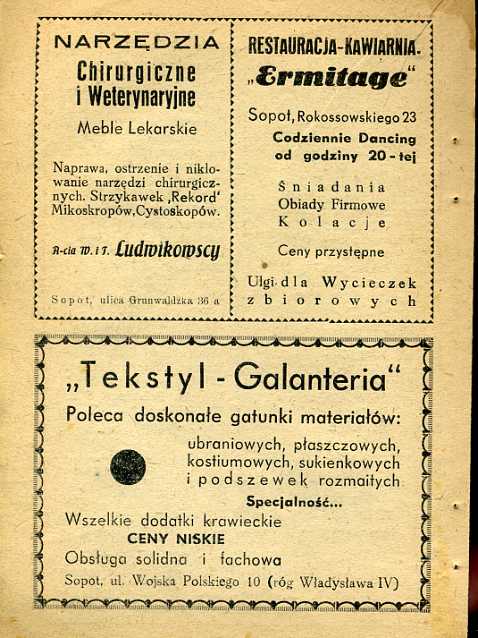 NARZĘDZIA
Chirurgiczne
i Weterynaryjne
Meble Lekarskie
Naprawa, ostrzenie i niklo-
wanie narzędzi chirurgicz-
nych. Strzykawek „Rekord”
Mikoskropów, Cystoskopów.
A-cia W. i T. Ludwikowscy
Sopot, ulica Grunwaldzka 36 a
RESTAURACJA-KAWIARNIA.
„Ermitage”
Sopot, Rokossowskiego 23
Codziennie Dancing
od godziny 20-tej
Śniadania
Obiady Firmowe
Kolacje
Ceny przystępne
Ulgi dla Wycieczek
zbiorowych
„Tekstyl - Galanteria”
Poleca doskonałe gatunki materiałów:
ubraniowych, płaszczowych,
kostiumowych, sukienkowych
i podszewek rozmaitych
Specjalność...
Wszelkie dodatki krawieckie
CENY NISKIE
Obsługa solidna i fachowa
Sopot, ul. Wojska Polskiego 10 (róg Władysława IV)